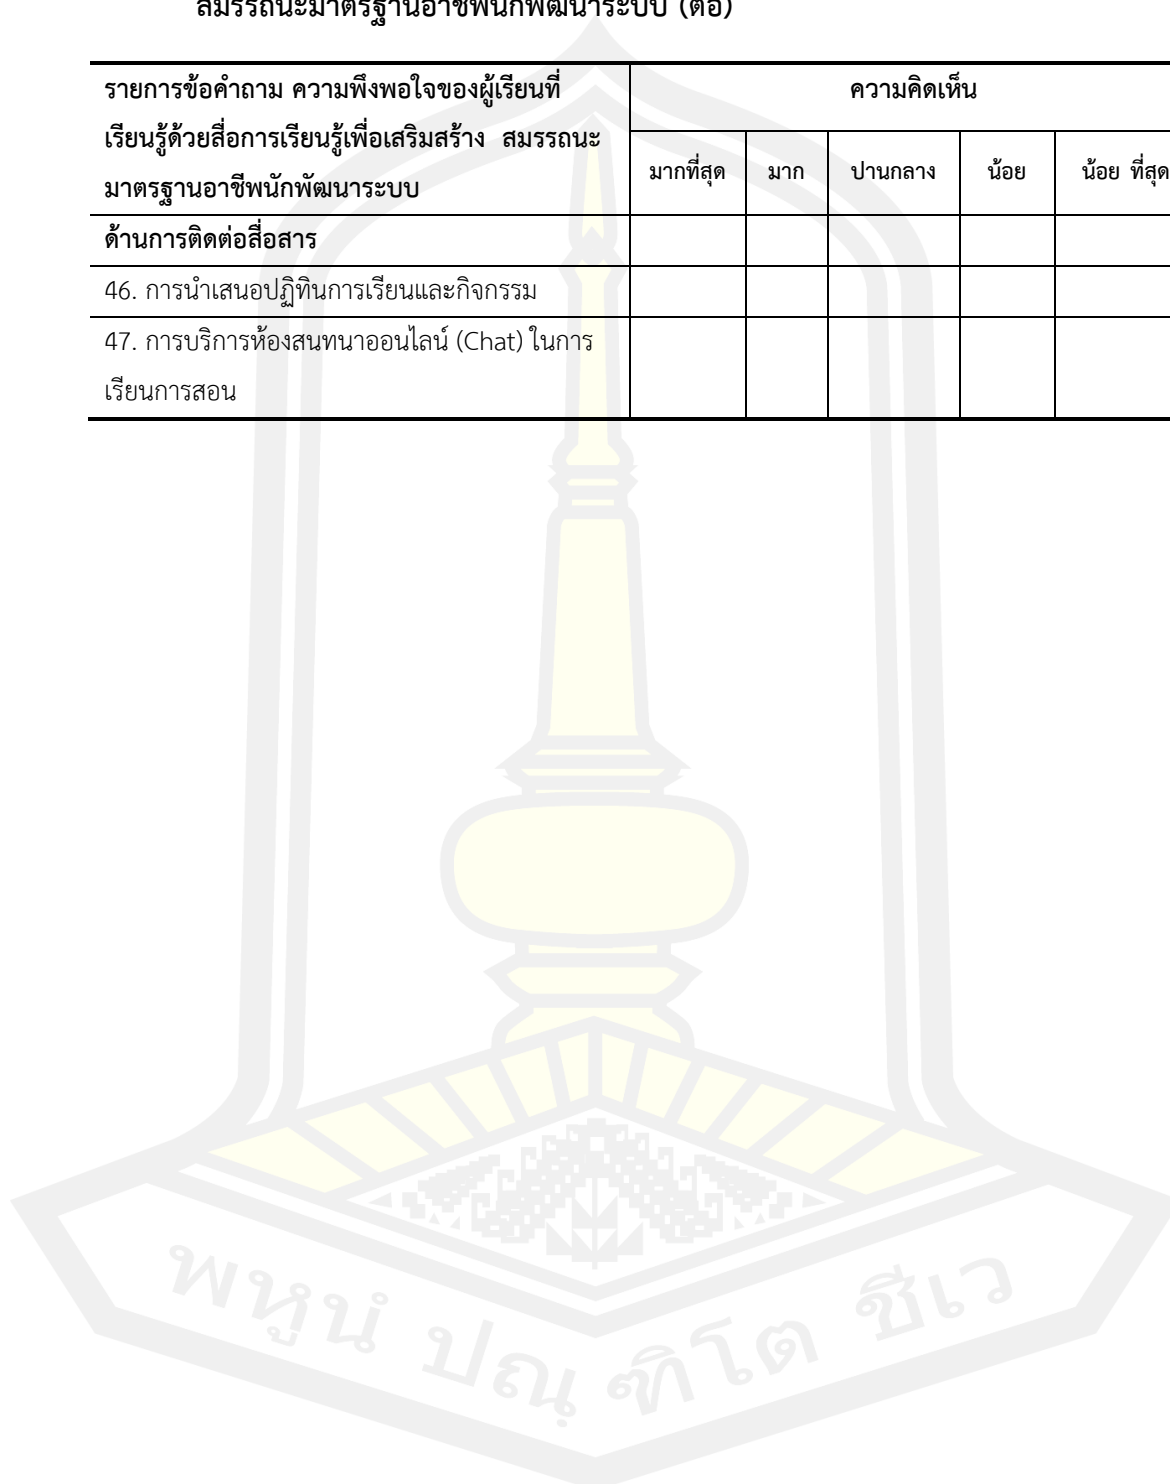 สมรรถนะมาตรฐานอาชีพนักพัฒนาระบบ (ต่อ)
รายการข้อคำถาม ความพึงพอใจของผู้เรียนที่
เรียนรู้ด้วยสื่อการเรียนรู้เพื่อเสริมสร้าง สมรรถนะ
มาตรฐานอาชีพนักพัฒนาระบบ
ความคิดเห็น
มากที่สุด มาก ปานกลาง น้อย น้อย ที่สุด
ด้านการติดต่อสื่อสาร
46. การนำเสนอปฏิทินการเรียนและกิจกรรม
47. การบริการห้องสนทนาออนไลน์ (Chat) ในการ
เรียนการสอน
พหูนํ ปณฺฑิโต ชีเว